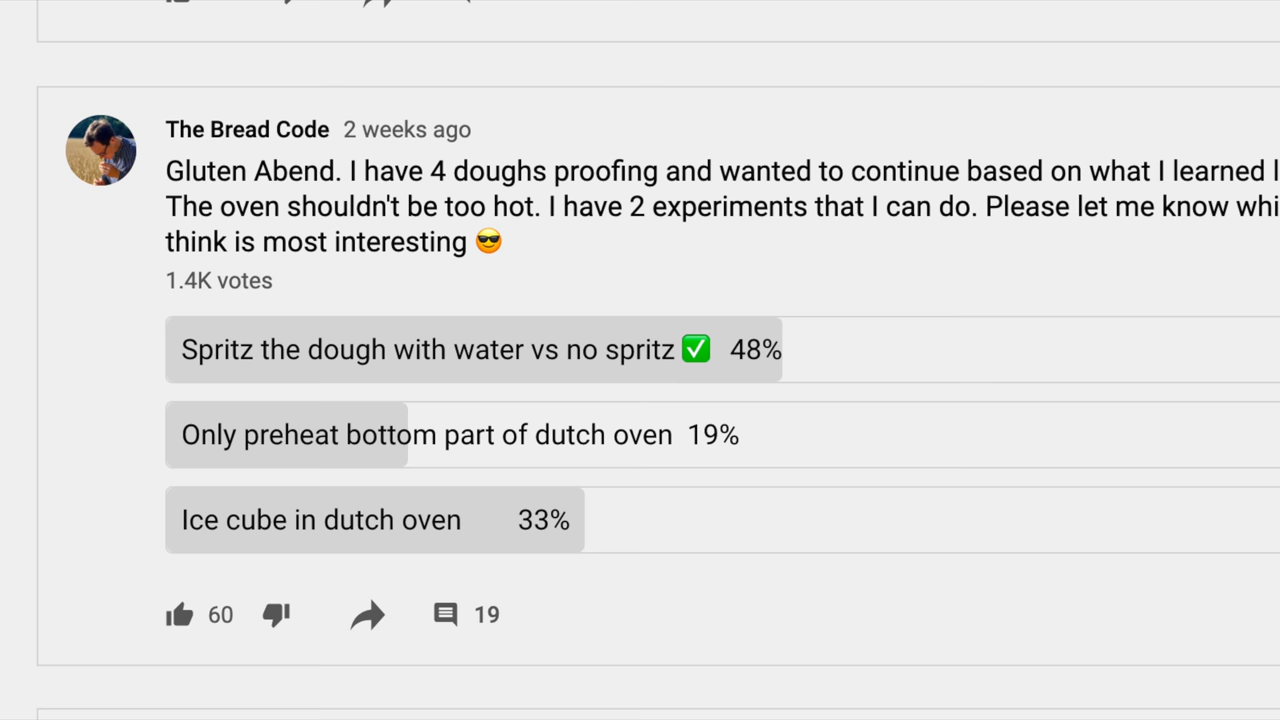 The Bread Code 2 weeks ago
Gluten Abend. I have 4 doughs proofing and wanted to continue based on what I learned
The oven shouldn't be too hot. I have 2 experiments that I can do. Please let me know
think is most interesting 😎
1.4K votes
Spritz the dough with water vs no spritz ✅ 48%
Only preheat bottom part of dutch oven 19%
Ice cube in dutch oven 33%
60 19